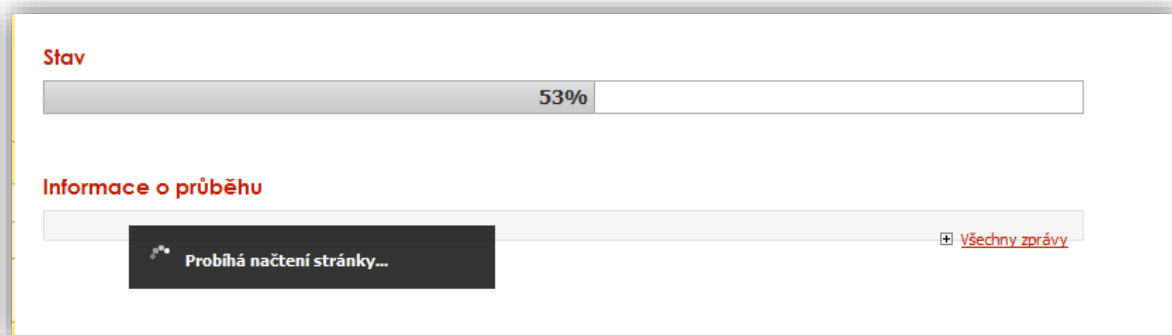 Stav
53%
Informace o průběhu
Všechny zprávy
Probíhá načtení stránky...